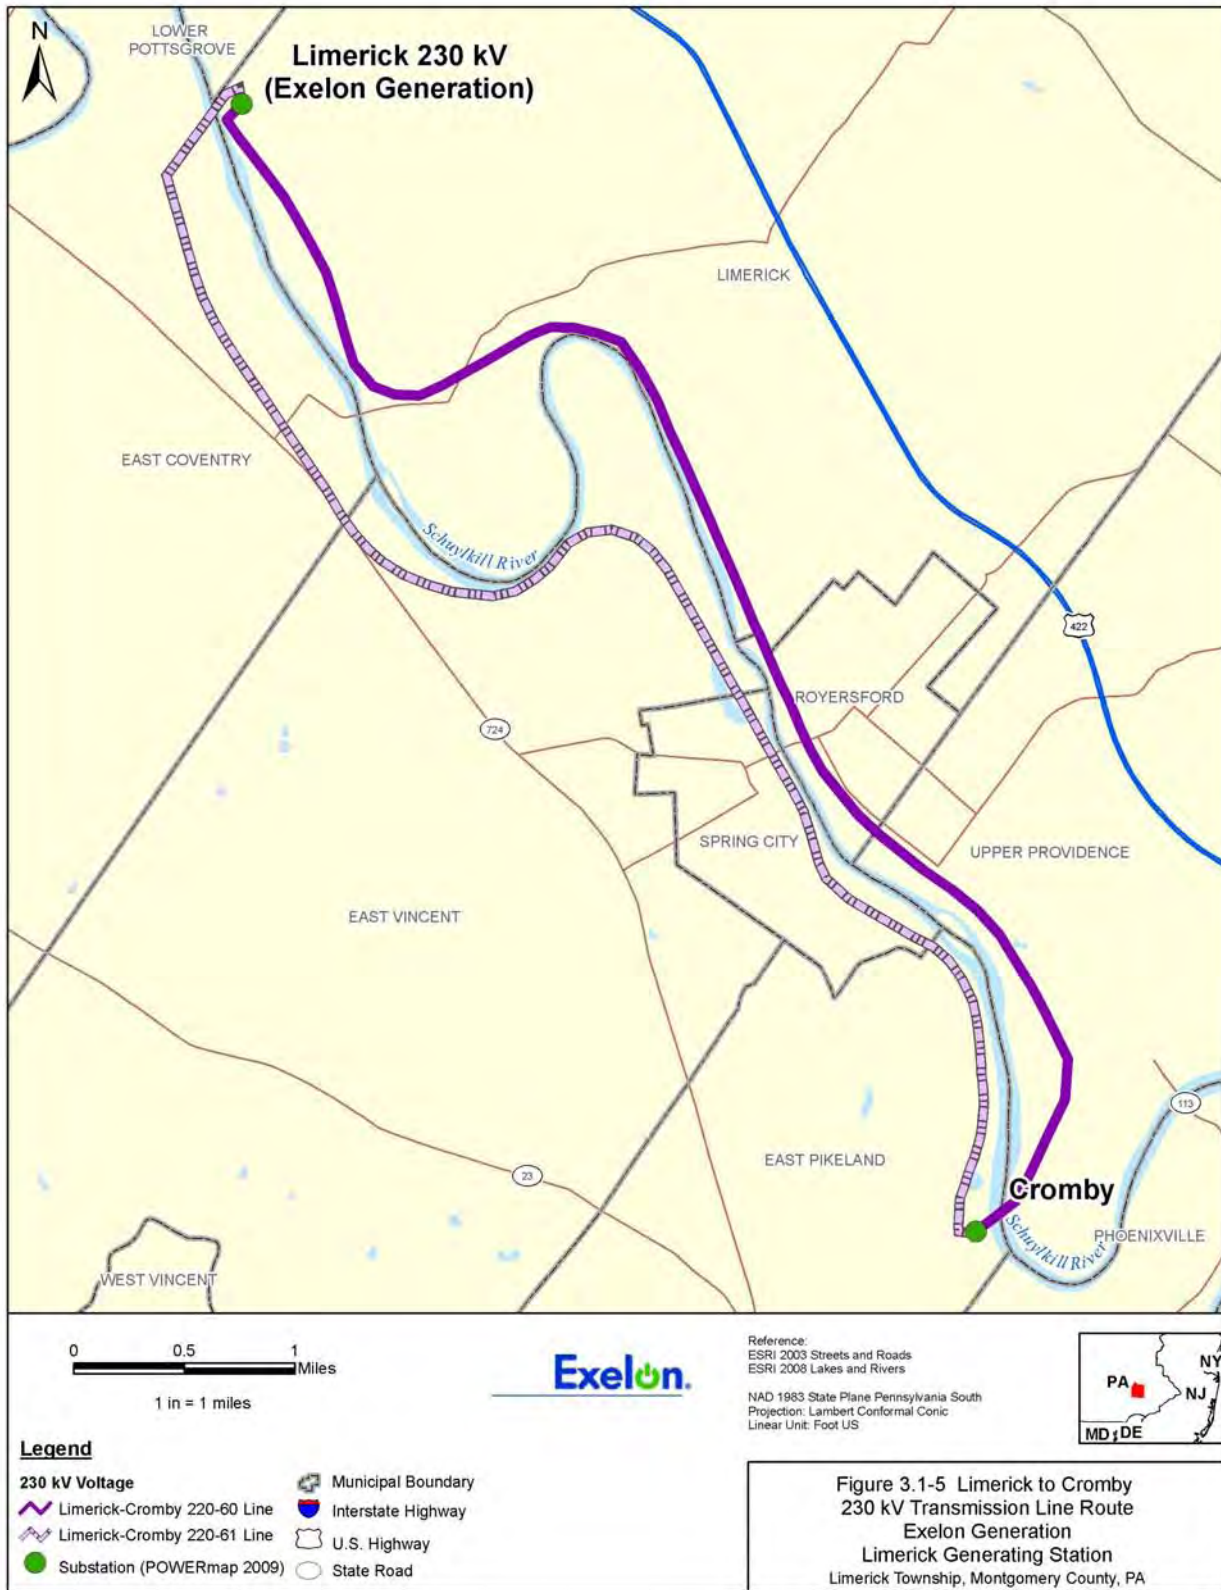 N
LOWER
POTTSGROVE
Limerick 230 kV
(Exelon Generation)
LIMERICK
EAST COVENTRY
Schuylkill River
422
ROYERSFORD
724
SPRING CITY
UPPER PROVIDENCE
EAST VINCENT
113
EAST PIKELAND
23
Cromby
Schuylkill River
PHOENIXVILLE
WEST VINCENT
0 0.5 1
Miles
1 in = 1 miles
Exelon.
Reference:
ESRI 2003 Streets and Roads
ESRI 2008 Lakes and Rivers
NAD 1983 State Plane Pennsylvania South
Projection: Lambert Conformal Conic
Linear Unit: Foot US
NY
PA
NJ
MD DE
Legend
230 kV Voltage
Limerick-Cromby 220-60 Line
Limerick-Cromby 220-61 Line
Substation (POWERmap 2009)
Municipal Boundary
Interstate Highway
U.S. Highway
State Road
Figure 3.1-5 Limerick to Cromby
230 kV Transmission Line Route
Exelon Generation
Limerick Generating Station
Limerick Township, Montgomery County, PA